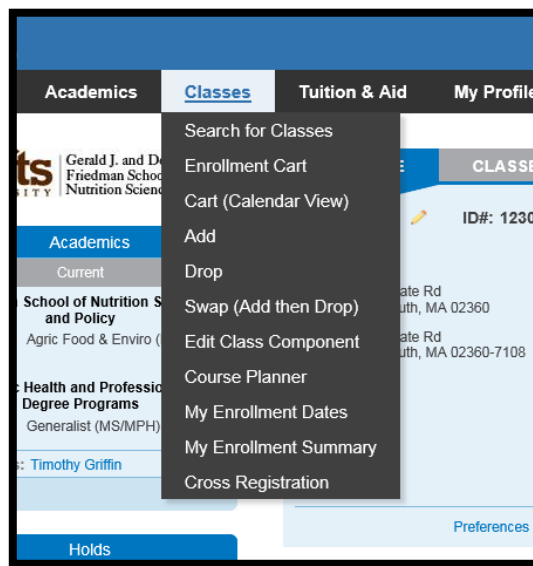 Academics Classes Tuition & Aid My Profile
Search for Classes
Enrollment Cart
Cart (Calendar View)
Add
Drop
Swap (Add then Drop)
Edit Class Component
Course Planner
My Enrollment Dates
My Enrollment Summary
Cross Registration
Gerald J. and
Friedman
Nutrition
Academics
Current
School of Nutrition S
and Policy
Agric Food & Enviro (
Health and Professio
Degree Programs
Generalist (MS/MPH)
Timothy Griffin
Holds
CLASSE
ID#: 1230
ate Rd
uth, MA 02360
ate Rd
uth, MA 02360-7108
Preferences